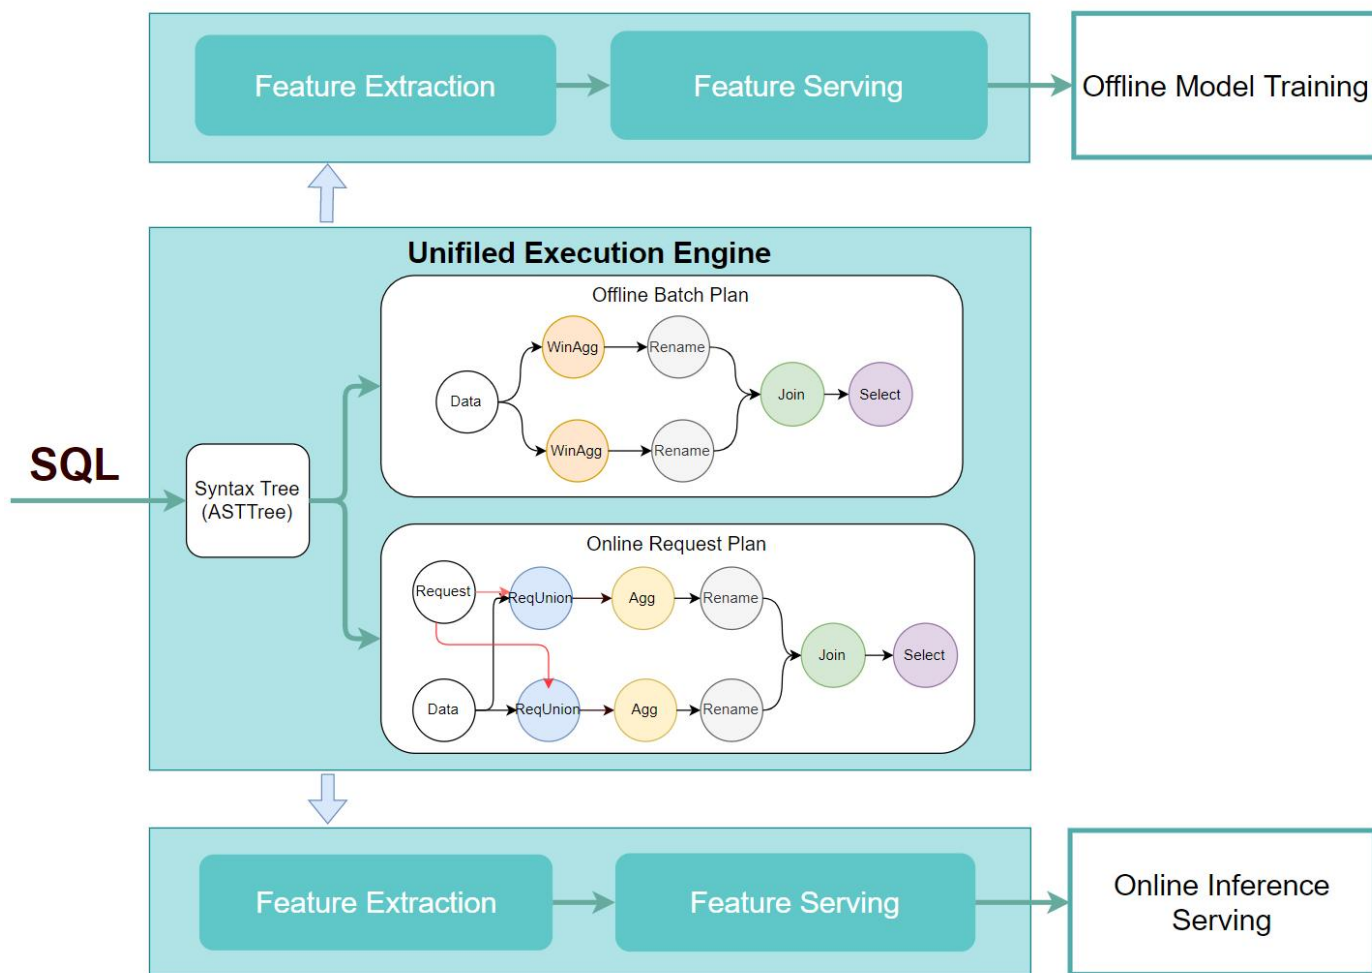 Feature Extraction
Feature Serving
Offline Model Training
Unifiled Execution Engine
Offline Batch Plan
WinAgg
Rename
Data
Join
Select
WinAgg
Rename
SQL
Syntax Tree
(ASTTree)
Online Request Plan
Request
ReqUnion
Agg
Rename
Join
Select
Data
ReqUnion
Agg
Rename
Feature Extraction
Feature Serving
Online Inference
Serving